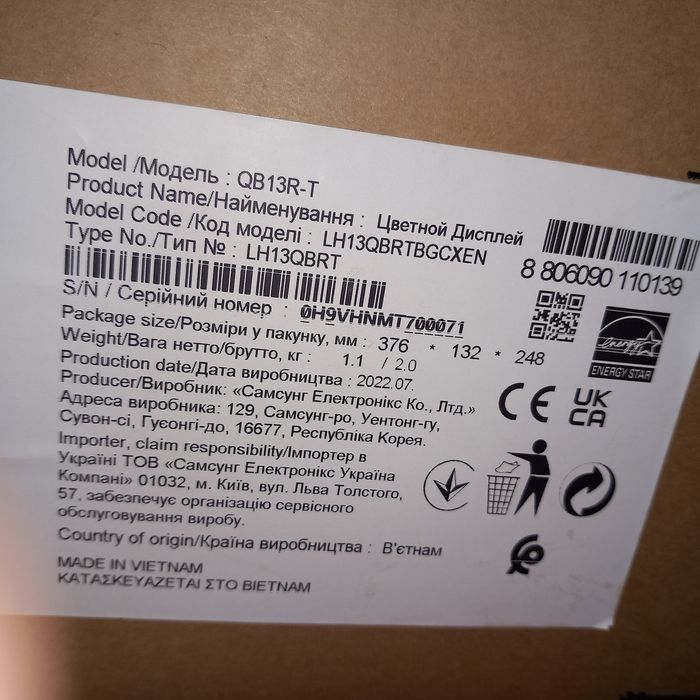 Model /Модель : QB13R-T
Product Name/Найменування : Цветной Дисплей
Model Code /Код моделі : LH13QBRTBGCXEN
Type No./Тип № : LH13QBRT
8 806090 110139
S/N / Серійний номер : 0H9VHNMT700071
Package size/Розміри у пакунку, мм : 376 * 132 * 248
Weight/Вага нетто/брутто, кг : 1.1 / 2.0
Production date/Дата виробництва : 2022.07.
Producer/Виробник: «Самсунг Електронікс Ко., Лтд.»
Адреса виробника: 129, Самсунг-ро, Уентонг-гу,
Сувон-сі, Гусонгі-до, 16677, Республіка Корея.
Importer, claim responsibility/Імпортер в
Україні ТОВ «Самсунг Електронікс Україна
Компані» 01032, м. Київ, вул. Льва Толстого,
57, забезпечує організацію сервісного
обслуговування виробу.
Country of origin/Країна виробництва : В'єтнам
MADE IN VIETNAM
ΚΑΤΑΣΚΕΥΑΖΕΤΑΙ ΣΤΟ ΒΙΕΤΝΑΜ
energy
ENERGY STAR
CE
UK
CA